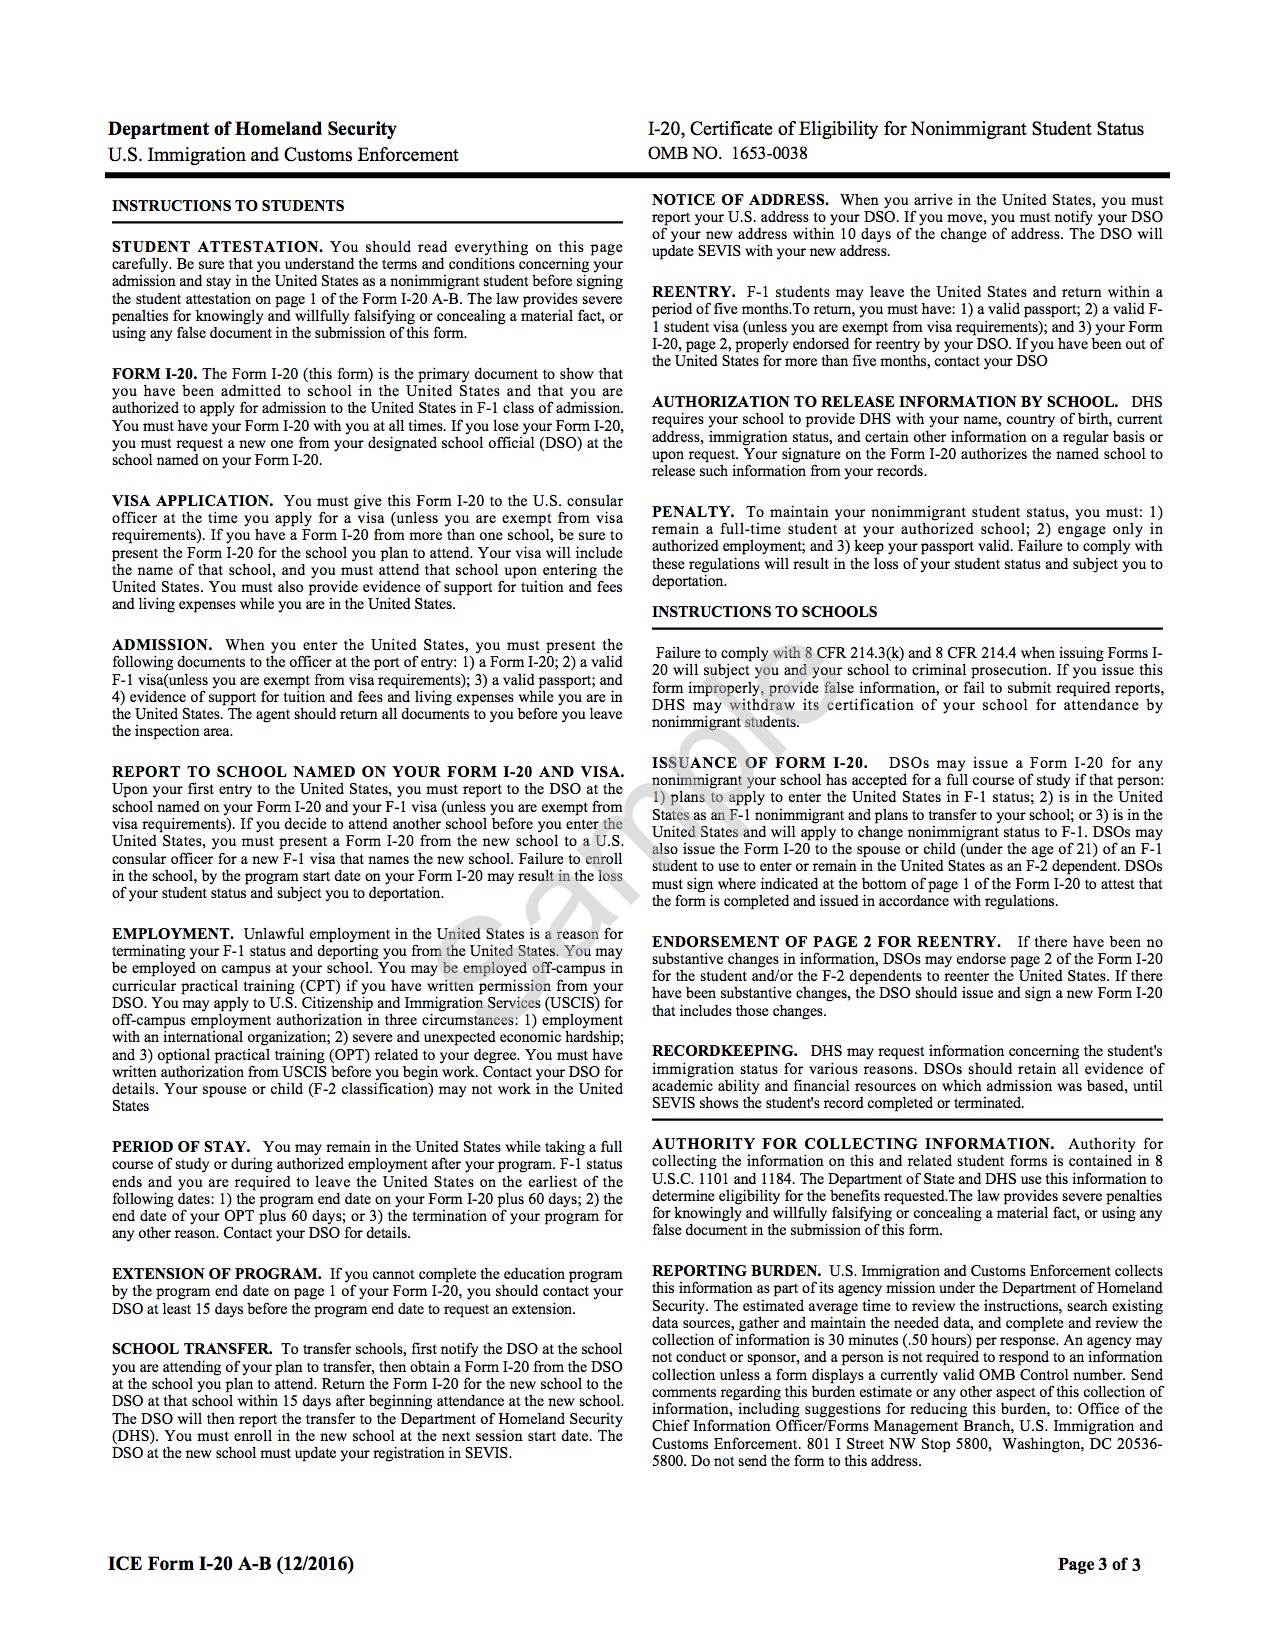 Department of Homeland Security
U.S. Immigration and Customs Enforcement
I-20, Certificate of Eligibility for Nonimmigrant Student Status
OMB NO. 1653-0038
INSTRUCTIONS TO STUDENTS
STUDENT ATTESTATION. You should read everything on this page
carefully. Be sure that you understand the terms and conditions concerning your
admission and stay in the United States as a nonimmigrant student before signing
the student attestation on page 1 of the Form I-20 A-B. The law provides severe
penalties for knowingly and willfully falsifying or concealing a material fact, or
using any false document in the submission of this form.
FORM I-20. The Form I-20 (this form) is the primary document to show that
you have been admitted to school in the United States and that you are
authorized to apply for admission to the United States in F-1 class of admission.
You must have your Form I-20 with you at all times. If you lose your Form I-20,
you must request a new one from your designated school official (DSO) at the
school named on your Form I-20.
VISA APPLICATION. You must give this Form I-20 to the U.S. consular
officer at the time you apply for a visa (unless you are exempt from visa
requirements). If you have a Form I-20 from more than one school, be sure to
present the Form I-20 for the school you plan to attend. Your visa will include
the name of that school, and you must attend that school upon entering the
United States. You must also provide evidence of support for tuition and fees
and living expenses while you are in the United States.
ADMISSION. When you enter the United States, you must present the
following documents to the officer at the port of entry: 1) a Form I-20; 2) a valid
F-1 visa(unless you are exempt from visa requirements); 3) a valid passport; and
4) evidence of support for tuition and fees and living expenses while you are in
the United States. The agent should return all documents to you before you leave
the inspection area.
REPORT TO SCHOOL NAMED ON YOUR FORM I-20 AND VISA.
Upon your first entry to the United States, you must report to the DSO at the
school named on your Form I-20 and your F-1 visa (unless you are exempt from
visa requirements). If you decide to attend another school before you enter the
United States, you must present a Form I-20 from the new school to a U.S.
consular officer for a new F-1 visa that names the new school. Failure to enroll
in the school, by the program start date on your Form I-20 may result in the loss
of your student status and subject you to deportation.
EMPLOYMENT. Unlawful employment in the United States is a reason for
terminating your F-1 status and deporting you from the United States. You may
be employed on campus at your school. You may be employed off-campus in
curricular practical training (CPT) if you have written permission from your
DSO. You may apply to U.S. Citizenship and Immigration Services (USCIS) for
off-campus employment authorization in three circumstances: 1) employment
with an international organization; 2) severe and unexpected economic hardship;
and 3) optional practical training (OPT) related to your degree. You must have
written authorization from USCIS before you begin work. Contact your DSO for
details. Your spouse or child (F-2 classification) may not work in the United
States
PERIOD OF STAY. You may remain in the United States while taking a full
course of study or during authorized employment after your program. F-1 status
ends and you are required to leave the United States on the earliest of the
following dates: 1) the program end date on your Form I-20 plus 60 days; 2) the
end date of your OPT plus 60 days; or 3) the termination of your program for
any other reason. Contact your DSO for details.
EXTENSION OF PROGRAM. If you cannot complete the education program
by the program end date on page 1 of your Form I-20, you should contact your
DSO at least 15 days before the program end date to request an extension.
SCHOOL TRANSFER. To transfer schools, first notify the DSO at the school
you are attending of your plan to transfer, then obtain a Form I-20 from the DSO
at the school you plan to attend. Return the Form I-20 for the new school to the
DSO at that school within 15 days after beginning attendance at the new school.
The DSO will then report the transfer to the Department of Homeland Security
(DHS). You must enroll in the new school at the next session start date. The
DSO at the new school must update your registration in SEVIS.
NOTICE OF ADDRESS. When you arrive in the United States, you must
report your U.S. address to your DSO. If you move, you must notify your DSO
of your new address within 10 days of the change of address. The DSO will
update SEVIS with your new address.
REENTRY. F-1 students may leave the United States and return within a
period of five months.To return, you must have: 1) a valid passport; 2) a valid F-
1 student visa (unless you are exempt from visa requirements); and 3) your Form
I-20, page 2, properly endorsed for reentry by your DSO. If you have been out of
the United States for more than five months, contact your DSO
AUTHORIZATION TO RELEASE INFORMATION BY SCHOOL. DHS
requires your school to provide DHS with your name, country of birth, current
address, immigration status, and certain other information on a regular basis or
upon request. Your signature on the Form I-20 authorizes the named school to
release such information from your records.
PENALTY. To maintain your nonimmigrant student status, you must: 1)
remain a full-time student at your authorized school; 2) engage only in
authorized employment; and 3) keep your passport valid. Failure to comply with
these regulations will result in the loss of your student status and subject you to
deportation.
INSTRUCTIONS TO SCHOOLS
Failure to comply with 8 CFR 214.3(k) and 8 CFR 214.4 when issuing Forms I-
20 will subject you and your school to criminal prosecution. If you issue this
form improperly, provide false information, or fail to submit required reports,
DHS may withdraw its certification of your school for attendance by
nonimmigrant students.
ISSUANCE OF FORM I-20. DSOs may issue a Form I-20 for any
nonimmigrant your school has accepted for a full course of study if that person:
1) plans to apply to enter the United States in F-1 status; 2) is in the United
States as an F-1 nonimmigrant and plans to transfer to your school; or 3) is in the
United States and will apply to change nonimmigrant status to F-1. DSOs may
also issue the Form I-20 to the spouse or child (under the age of 21) of an F-1
student to use to enter or remain in the United States as an F-2 dependent. DSOs
must sign where indicated at the bottom of page 1 of the Form I-20 to attest that
the form is completed and issued in accordance with regulations.
ENDORSEMENT OF PAGE 2 FOR REENTRY. If there have been no
substantive changes in information, DSOs may endorse page 2 of the Form I-20
for the student and/or the F-2 dependents to reenter the United States. If there
have been substantive changes, the DSO should issue and sign a new Form I-20
that includes those changes.
RECORDKEEPING. DHS may request information concerning the student's
immigration status for various reasons. DSOs should retain all evidence of
academic ability and financial resources on which admission was based, until
SEVIS shows the student's record completed or terminated.
AUTHORITY FOR COLLECTING INFORMATION. Authority for
collecting the information on this and related student forms is contained in 8
U.S.C. 1101 and 1184. The Department of State and DHS use this information to
determine eligibility for the benefits requested.The law provides severe penalties
for knowingly and willfully falsifying or concealing a material fact, or using any
false document in the submission of this form.
REPORTING BURDEN. U.S. Immigration and Customs Enforcement collects
this information as part of its agency mission under the Department of Homeland
Security. The estimated average time to review the instructions, search existing
data sources, gather and maintain the needed data, and complete and review the
collection of information is 30 minutes (.50 hours) per response. An agency may
not conduct or sponsor, and a person is not required to respond to an information
collection unless a form displays a currently valid OMB Control number. Send
comments regarding this burden estimate or any other aspect of this collection of
information, including suggestions for reducing this burden, to: Office of the
Chief Information Officer/Forms Management Branch, U.S. Immigration and
Customs Enforcement. 801 I Street NW Stop 5800, Washington, DC 20536-
5800. Do not send the form to this address.
Sample
ICE Form I-20 A-B (12/2016)
Page 3 of 3